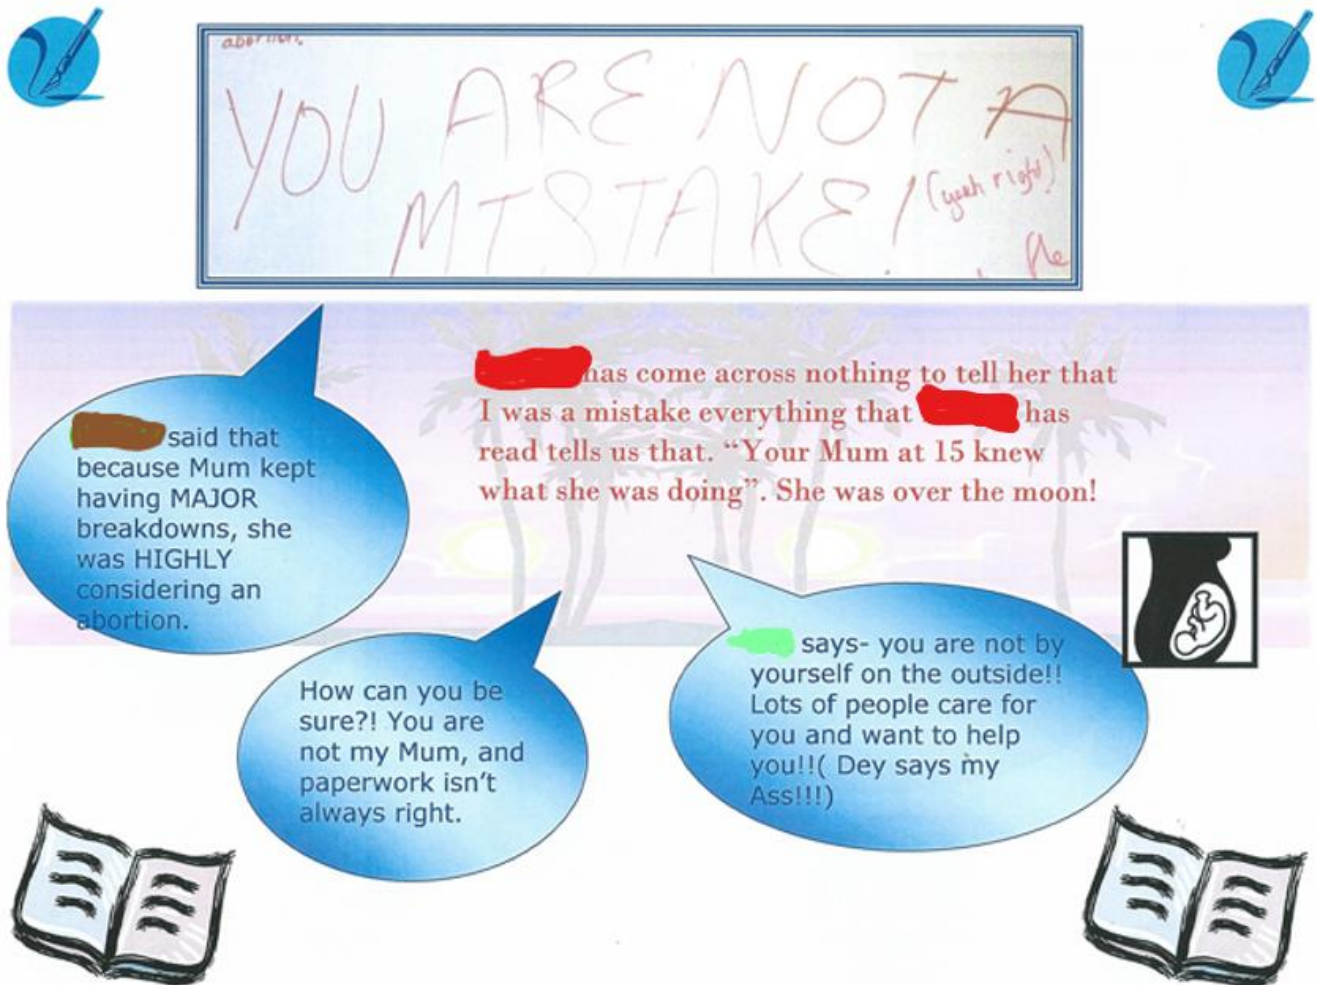 abortion.
YOU ARE NOT A
MISTAKE! (yeah right)
has come across nothing to tell her that
I was a mistake everything that has
read tells us that. “Your Mum at 15 knew
what she was doing”. She was over the moon!
said that
because Mum kept
having MAJOR
breakdowns, she
was HIGHLY
considering an
abortion.
How can you be
sure?! You are
not my Mum, and
paperwork isn't
always right.
says- you are not by
yourself on the outside!!
Lots of people care for
you and want to help
you!!( Dey says my
Ass!!!)